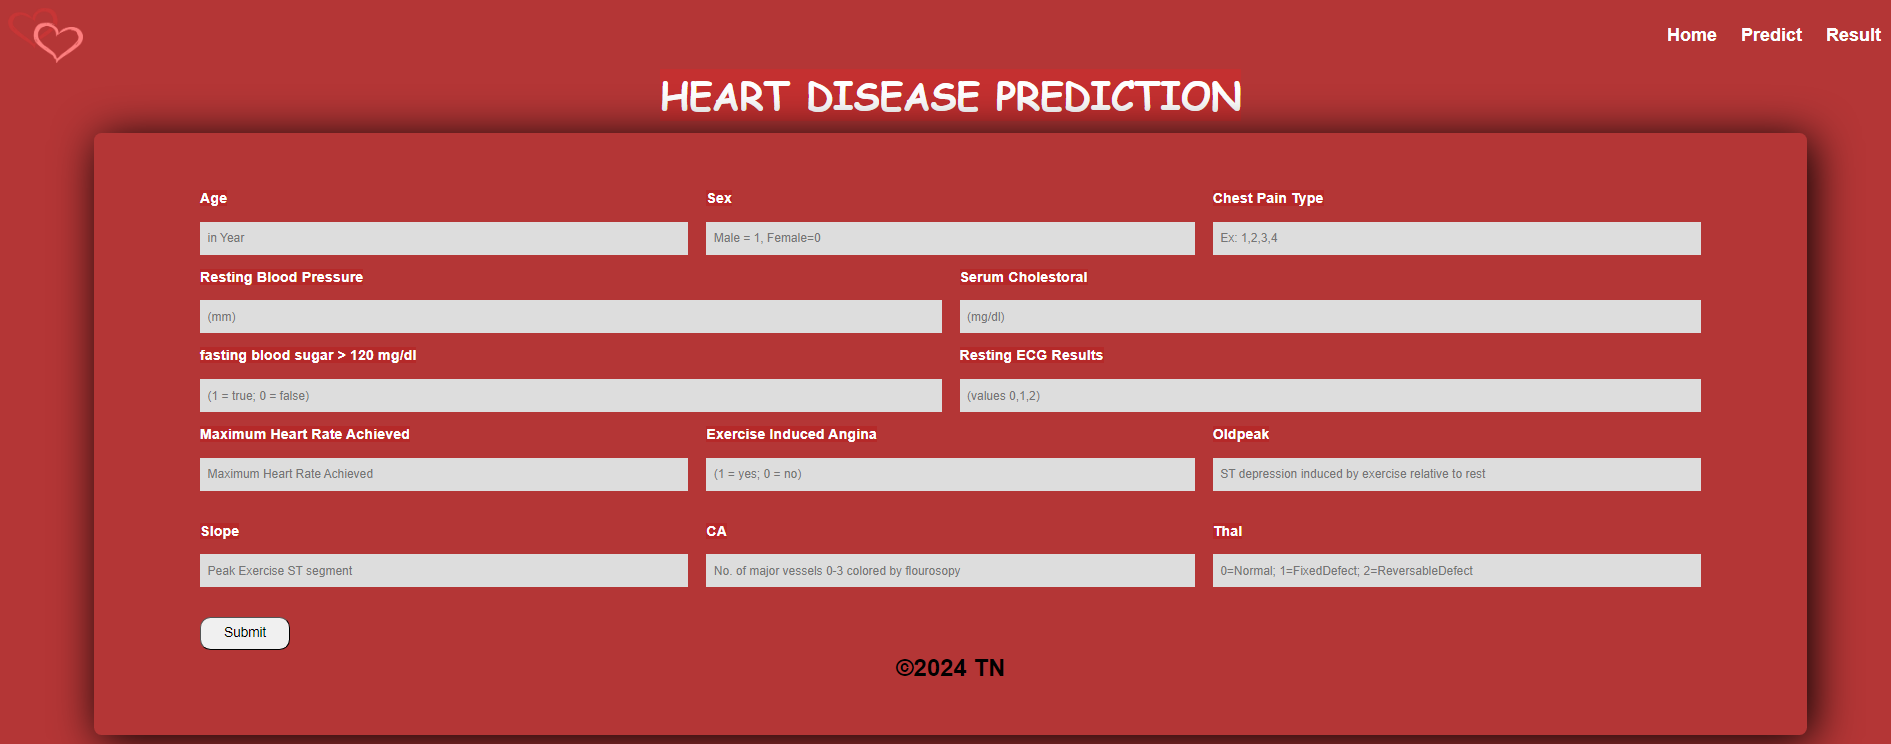 Home Predict Result
HEART DISEASE PREDICTION
Age Sex Chest Pain Type
in Year Male = 1, Female=0 Ex: 1,2,3,4
Resting Blood Pressure Serum Cholestoral
(mm) (mg/dl)
fasting blood sugar > 120 mg/dl Resting ECG Results
(1 = true; 0 = false) (values 0,1,2)
Maximum Heart Rate Achieved Exercise Induced Angina Oldpeak
Maximum Heart Rate Achieved (1 = yes; 0 = no) ST depression induced by exercise relative to rest
Slope CA Thal
Peak Exercise ST segment No. of major vessels 0-3 colored by flourosopy 0=Normal; 1=FixedDefect; 2=ReversableDefect
Submit
©2024 TN